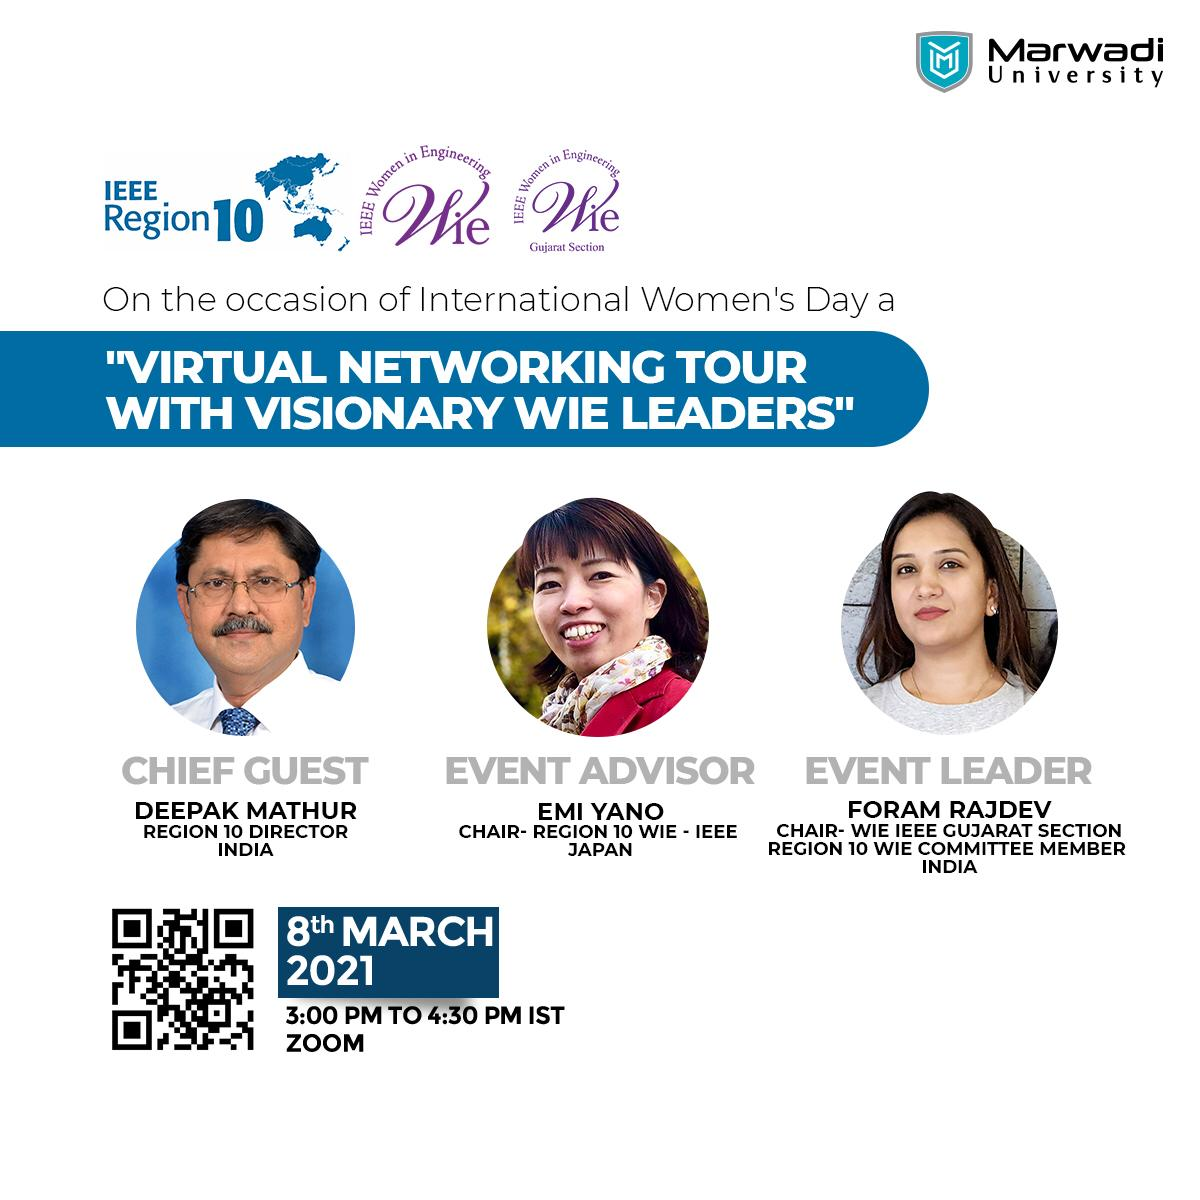 Marwadi
University
IEEE
Region 10
IEEE Women in Engineering
Wie
IEEE Women in Engineering
Wie
Gujarat Section
On the occasion of International Women's Day a
"VIRTUAL NETWORKING TOUR
WITH VISIONARY WIE LEADERS"
CHIEF GUEST
DEEPAK MATHUR
REGION 10 DIRECTOR
INDIA
EVENT ADVISOR
EMI YANO
CHAIR- REGION 10 WIE - IEEE
JAPAN
EVENT LEADER
FORAM RAJDEV
CHAIR- WIE IEEE GUJARAT SECTION
REGION 10 WIE COMMITTEE MEMBER
INDIA
8th MARCH
2021
3:00 PM TO 4:30 PM IST
ZOOM